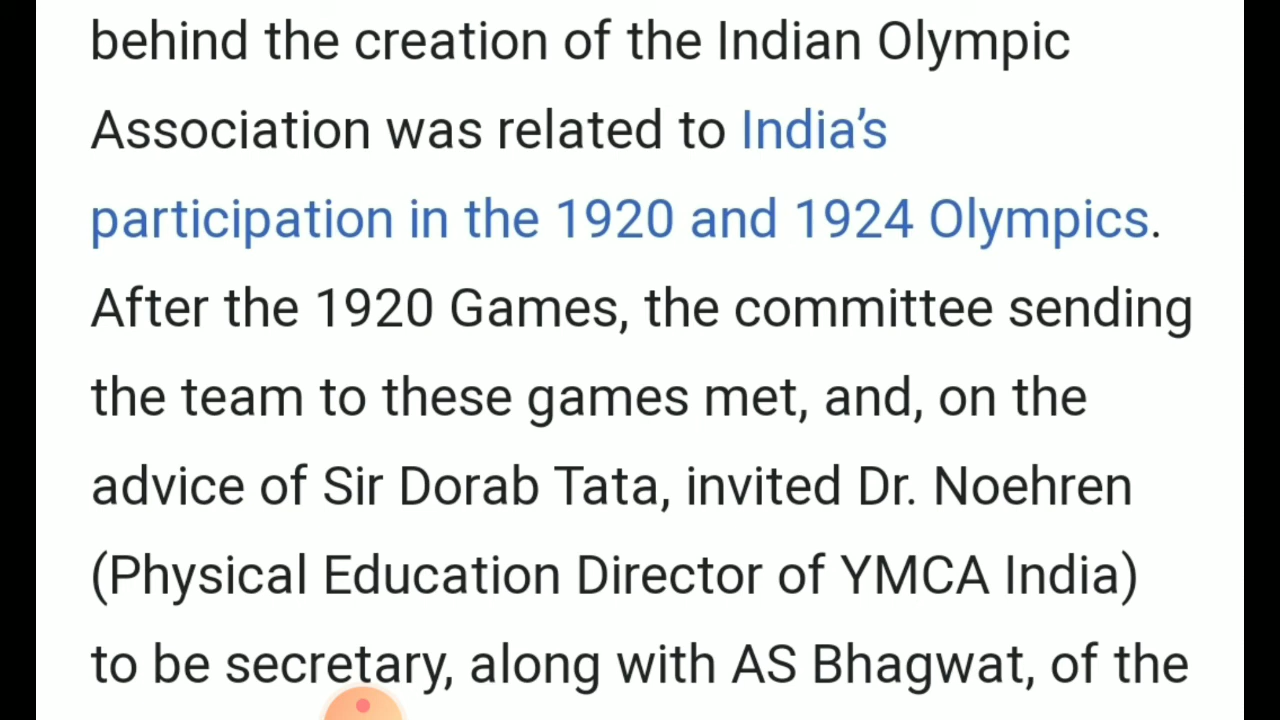 behind the creation of the Indian Olympic
Association was related to India’s
participation in the 1920 and 1924 Olympics.
After the 1920 Games, the committee sending
the team to these games met, and, on the
advice of Sir Dorab Tata, invited Dr. Noehren
(Physical Education Director of YMCA India)
to be secretary, along with AS Bhagwat, of the